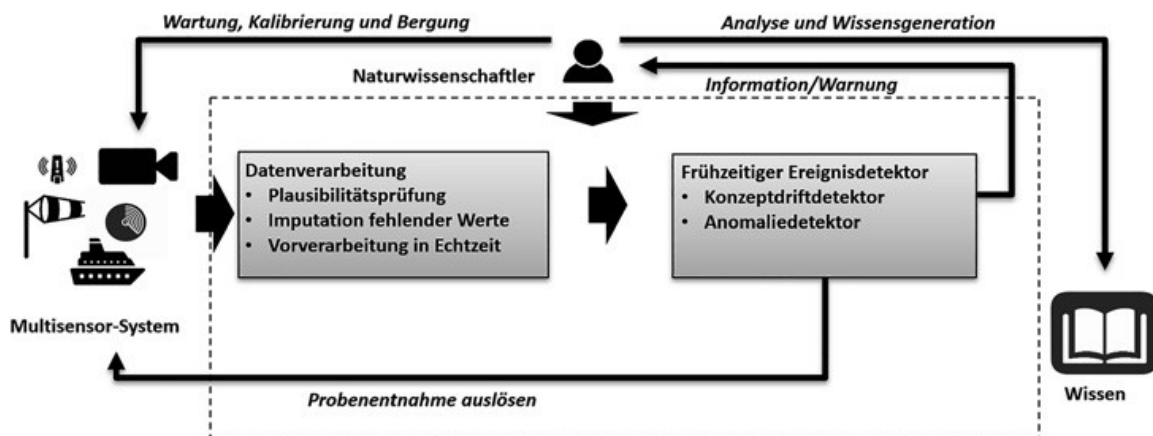 Wartung, Kalibrierung und Bergung
Analyse und Wissensgeneration
Naturwissenschaftler
Information/Warnung
Datenverarbeitung
• Plausibilitätsprüfung
• Imputation fehlender Werte
• Vorverarbeitung in Echtzeit
Frühzeitiger Ereignisdetektor
• Konzeptdriftdetektor
• Anomaliedetektor
Multisensor-System
Probenentnahme auslösen
Wissen